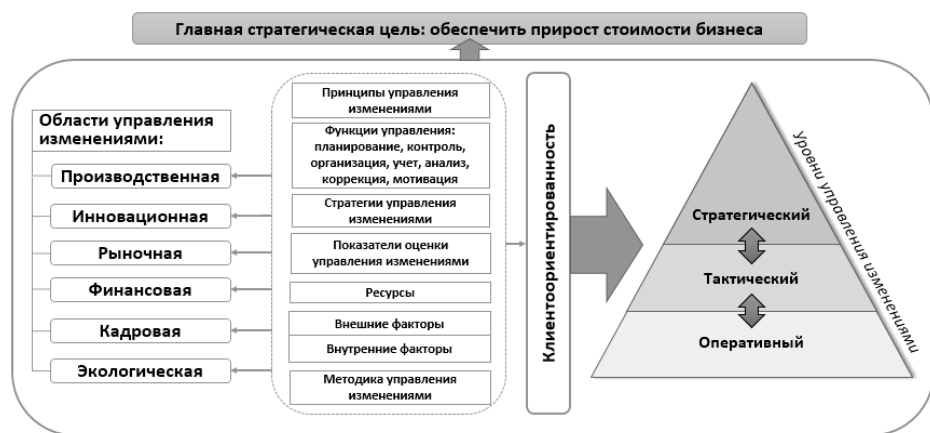 Главная стратегическая цель: обеспечить прирост стоимости бизнеса
Области управления
изменениями:
Производственная
Инновационная
Рыночная
Финансовая
Кадровая
Экологическая
Принципы управления
изменениями
Функции управления:
планирование, контроль,
организация, учет, анализ,
коррекция, мотивация
Стратегии управления
изменениями
Показатели оценки
управления изменениями
Ресурсы
Внешние факторы
Внутренние факторы
Методика управления
изменениями
Клиентоориентированность
Стратегический
Тактический
Оперативный
Уровни управления изменениями